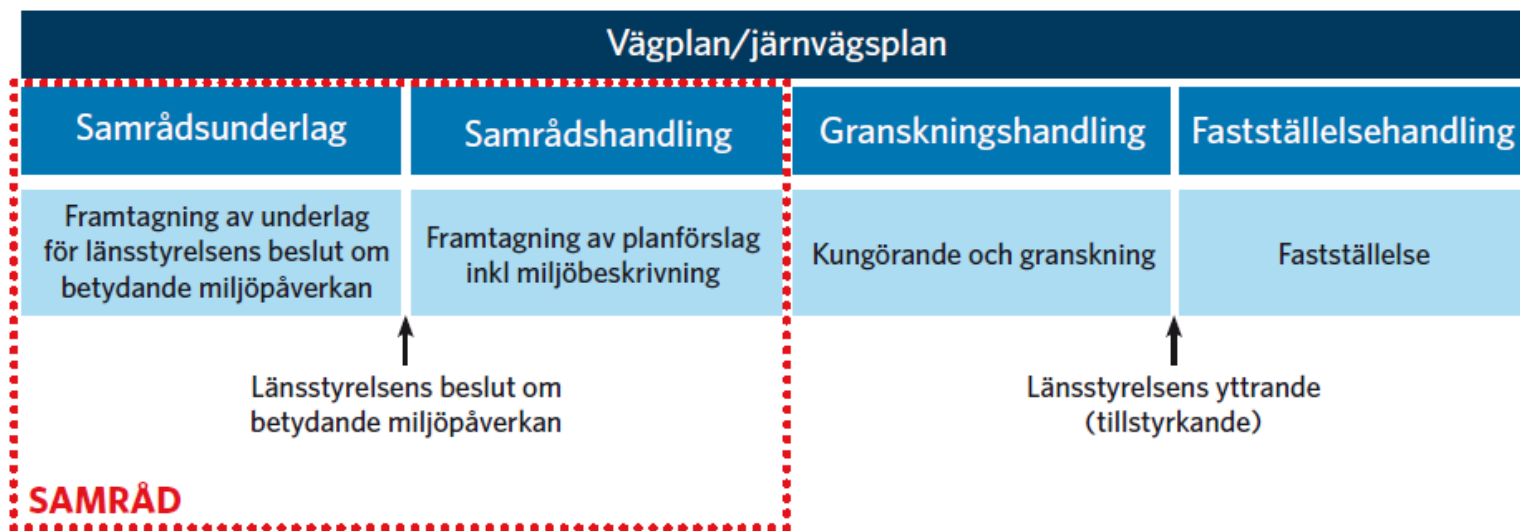 Vägplan/järnvägsplan
Samrådsunderlag
Samrådshandling
Granskningshandling
Fastställelsehandling
Framtagning av underlag
för länsstyrelsens beslut om
betydande miljöpåverkan
Framtagning av planförslag
inkl miljöbeskrivning
Kungörande och granskning
Fastställelse
Länsstyrelsens beslut om
betydande miljöpåverkan
Länsstyrelsens yttrande
(tillstyrkande)
SAMRÅD